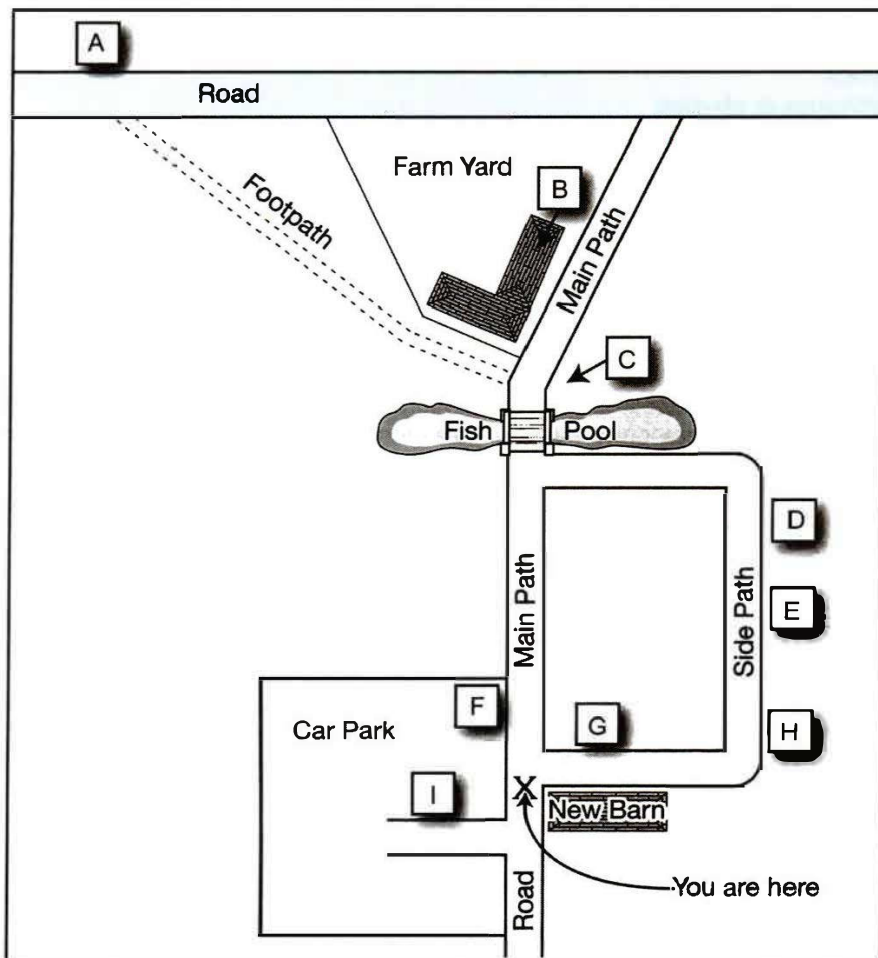 A
Road
Farm Yard
B
Footpath
Main Path
C
Fish Pool
D
Main Path
Side Path
E
F
Car Park
G
H
I
X
New Barn
Road
You are here